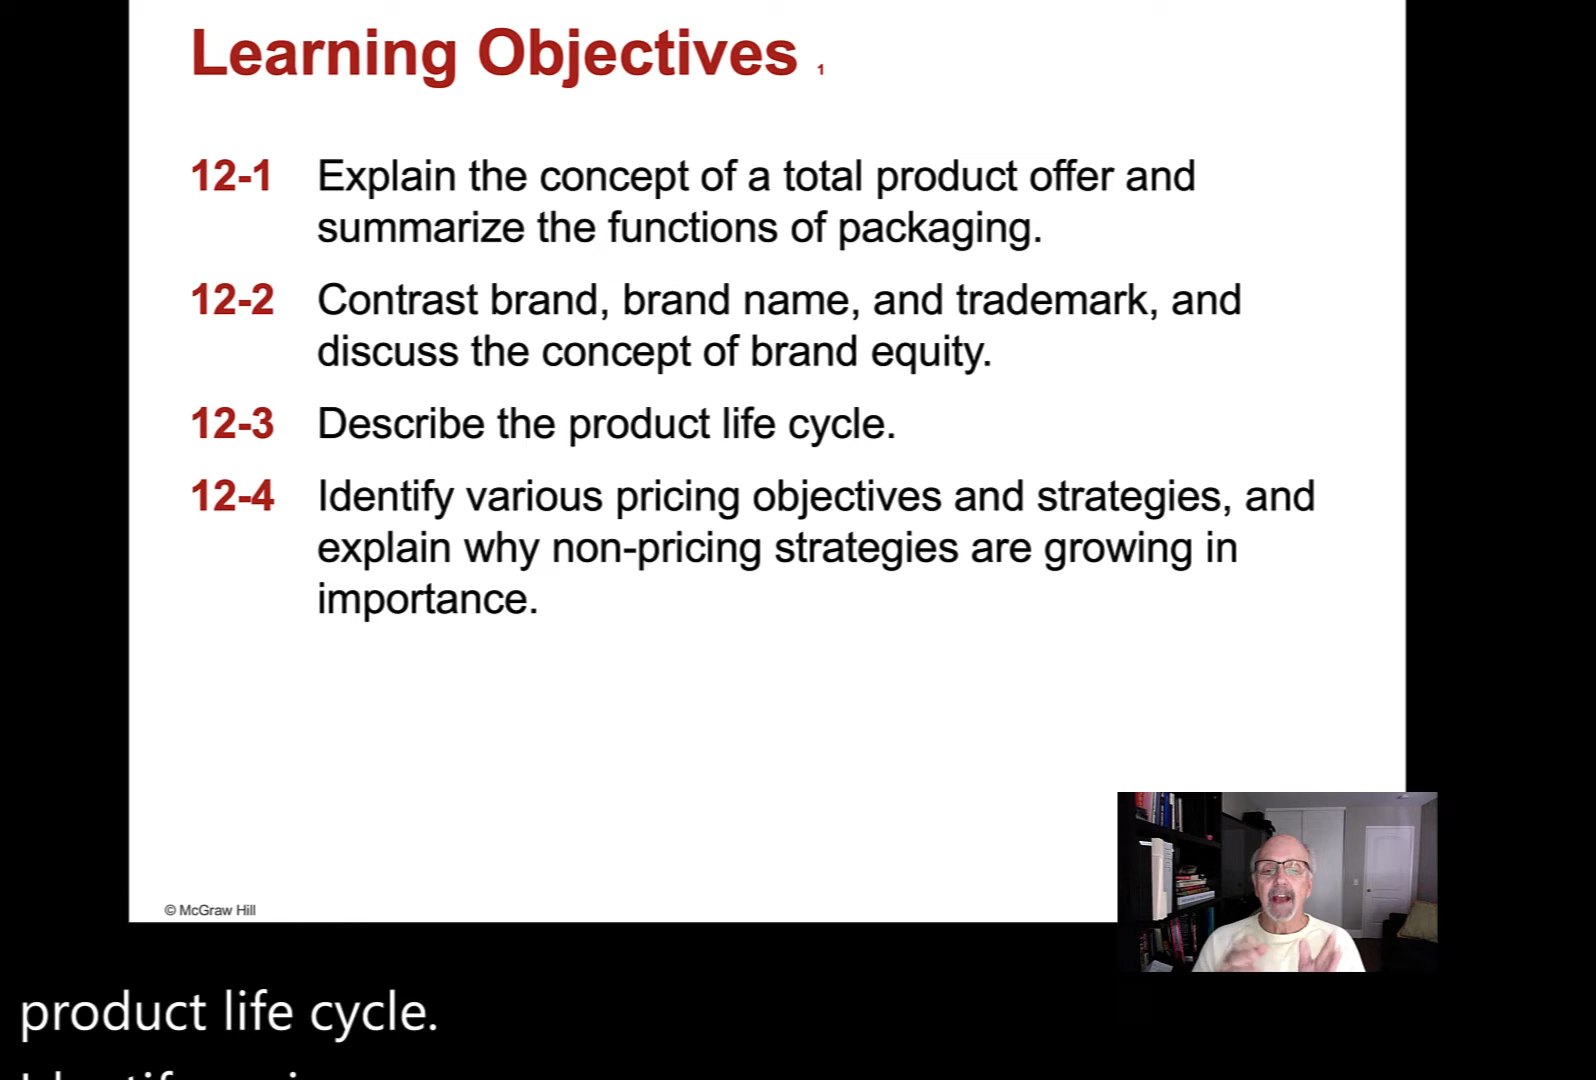 Learning Objectives 1
12-1 Explain the concept of a total product offer and
summarize the functions of packaging.
12-2 Contrast brand, brand name, and trademark, and
discuss the concept of brand equity.
12-3 Describe the product life cycle.
12-4 Identify various pricing objectives and strategies, and
explain why non-pricing strategies are growing in
importance.
© McGraw Hill
product life cycle.